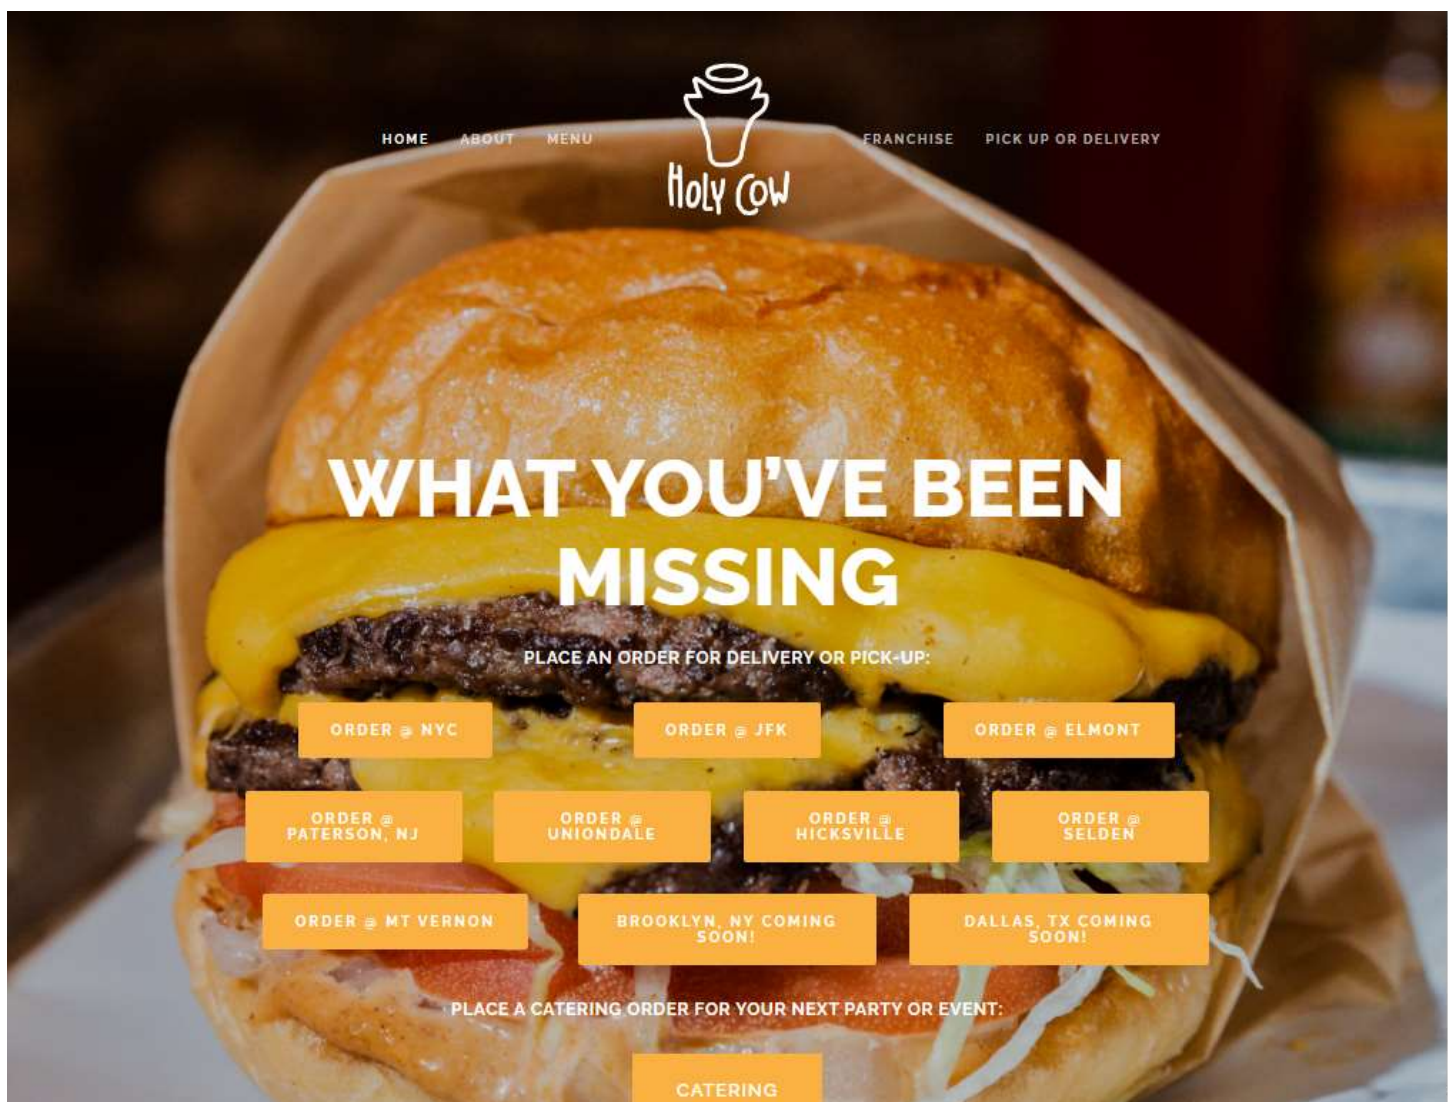 HOME ABOUT MENU
FRANCHISE PICK UP OR DELIVERY
HOLY COW
WHAT YOU’VE BEEN
MISSING
PLACE AN ORDER FOR DELIVERY OR PICK-UP:
ORDER @ NYC
ORDER @ JFK
ORDER @ ELMONT
ORDER @
PATERSON, NJ
ORDER @
UNIONDALE
ORDER @
HICKSVILLE
ORDER @
SELDEN
ORDER @ MT VERNON
BROOKLYN, NY COMING
SOON!
DALLAS, TX COMING
SOON!
PLACE A CATERING ORDER FOR YOUR NEXT PARTY OR EVENT:
CATERING